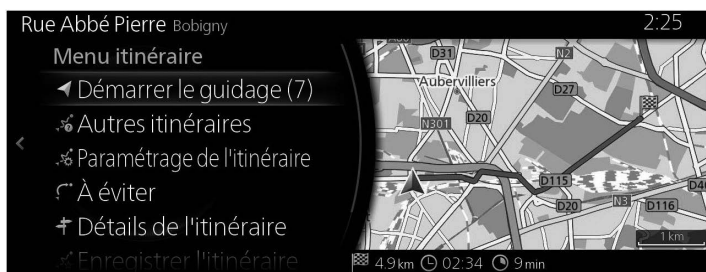 Rue Abbé Pierre Bobigny 2:25
Menu itinéraire
Démarrer le guidage (7)
Autres itinéraires
Paramétrage de l'itinéraire
À éviter
Détails de l'itinéraire
Enregistrer l'itinéraire
D31
N2
Aubervilliers
D27
D20
N301
D115
D20
N3
D116
1 km
4.9 km 02:34 9 min